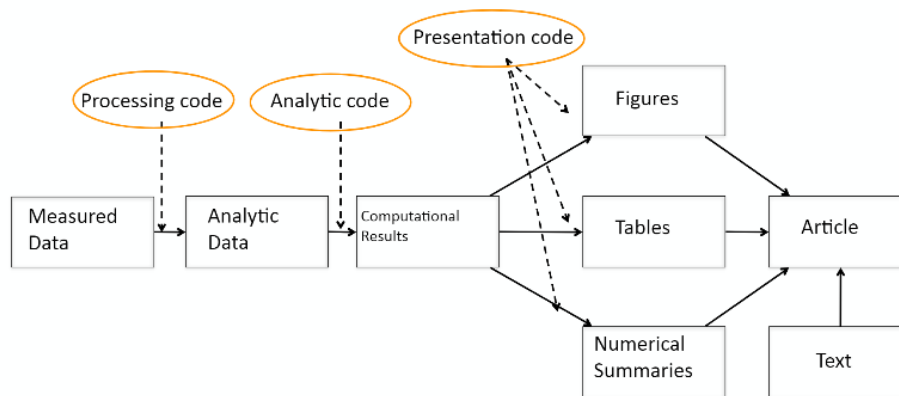 Presentation code
Processing code
Analytic code
Figures
Measured
Data
Analytic
Data
Computational
Results
Tables
Article
Numerical
Summaries
Text